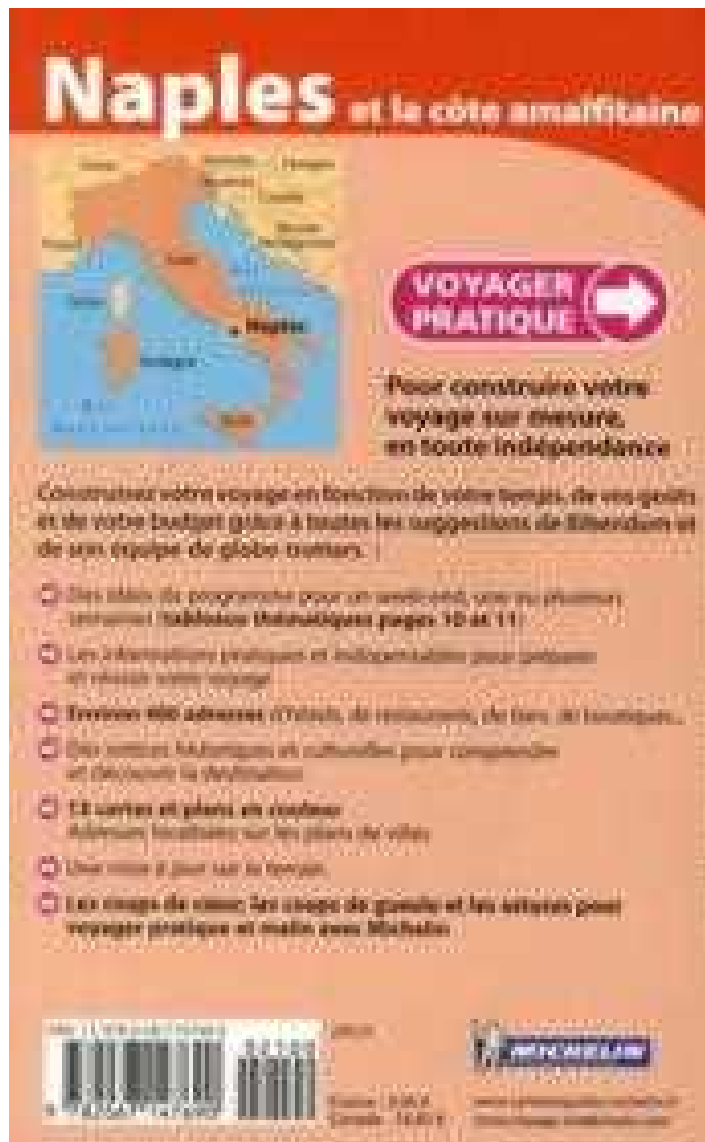 Naples et la côte amalfitaine
Italie
Naples
Sardaigne
Sicile
VOYAGER
PRATIQUE
Pour construire votre
voyage sur mesure,
en toute indépendance
Construisez votre voyage en fonction de votre temps, de vos goûts
et de votre budget grâce à toutes les suggestions de Bibendum et
de son équipe de globe-trotters.
Des idées de programme pour un week-end, une ou plusieurs
semaines (tableaux thématiques pages 10 et 11)
Les informations pratiques et indispensables pour préparer
et réussir votre voyage
Environ 400 adresses d'hôtels, de restaurants, de bars, de boutiques...
Des notices historiques et culturelles pour comprendre
et découvrir la destination
cartes et plans en couleur
Adresses localisées sur les plans de villes
Une mise à jour sur le terrain
Les coups de cœur, les coups de gueule et les astuces pour
voyager pratique et malin avec Michelin
MICHELIN
France
Canada